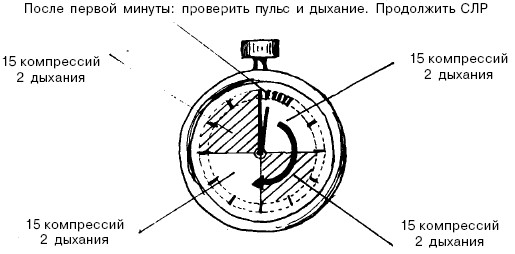 После первой минуты: проверить пульс и дыхание. Продолжить СЛР
15 компрессий
2 дыхания
15 компрессий
2 дыхания
15 компрессий
2 дыхания
15 компрессий
2 дыхания